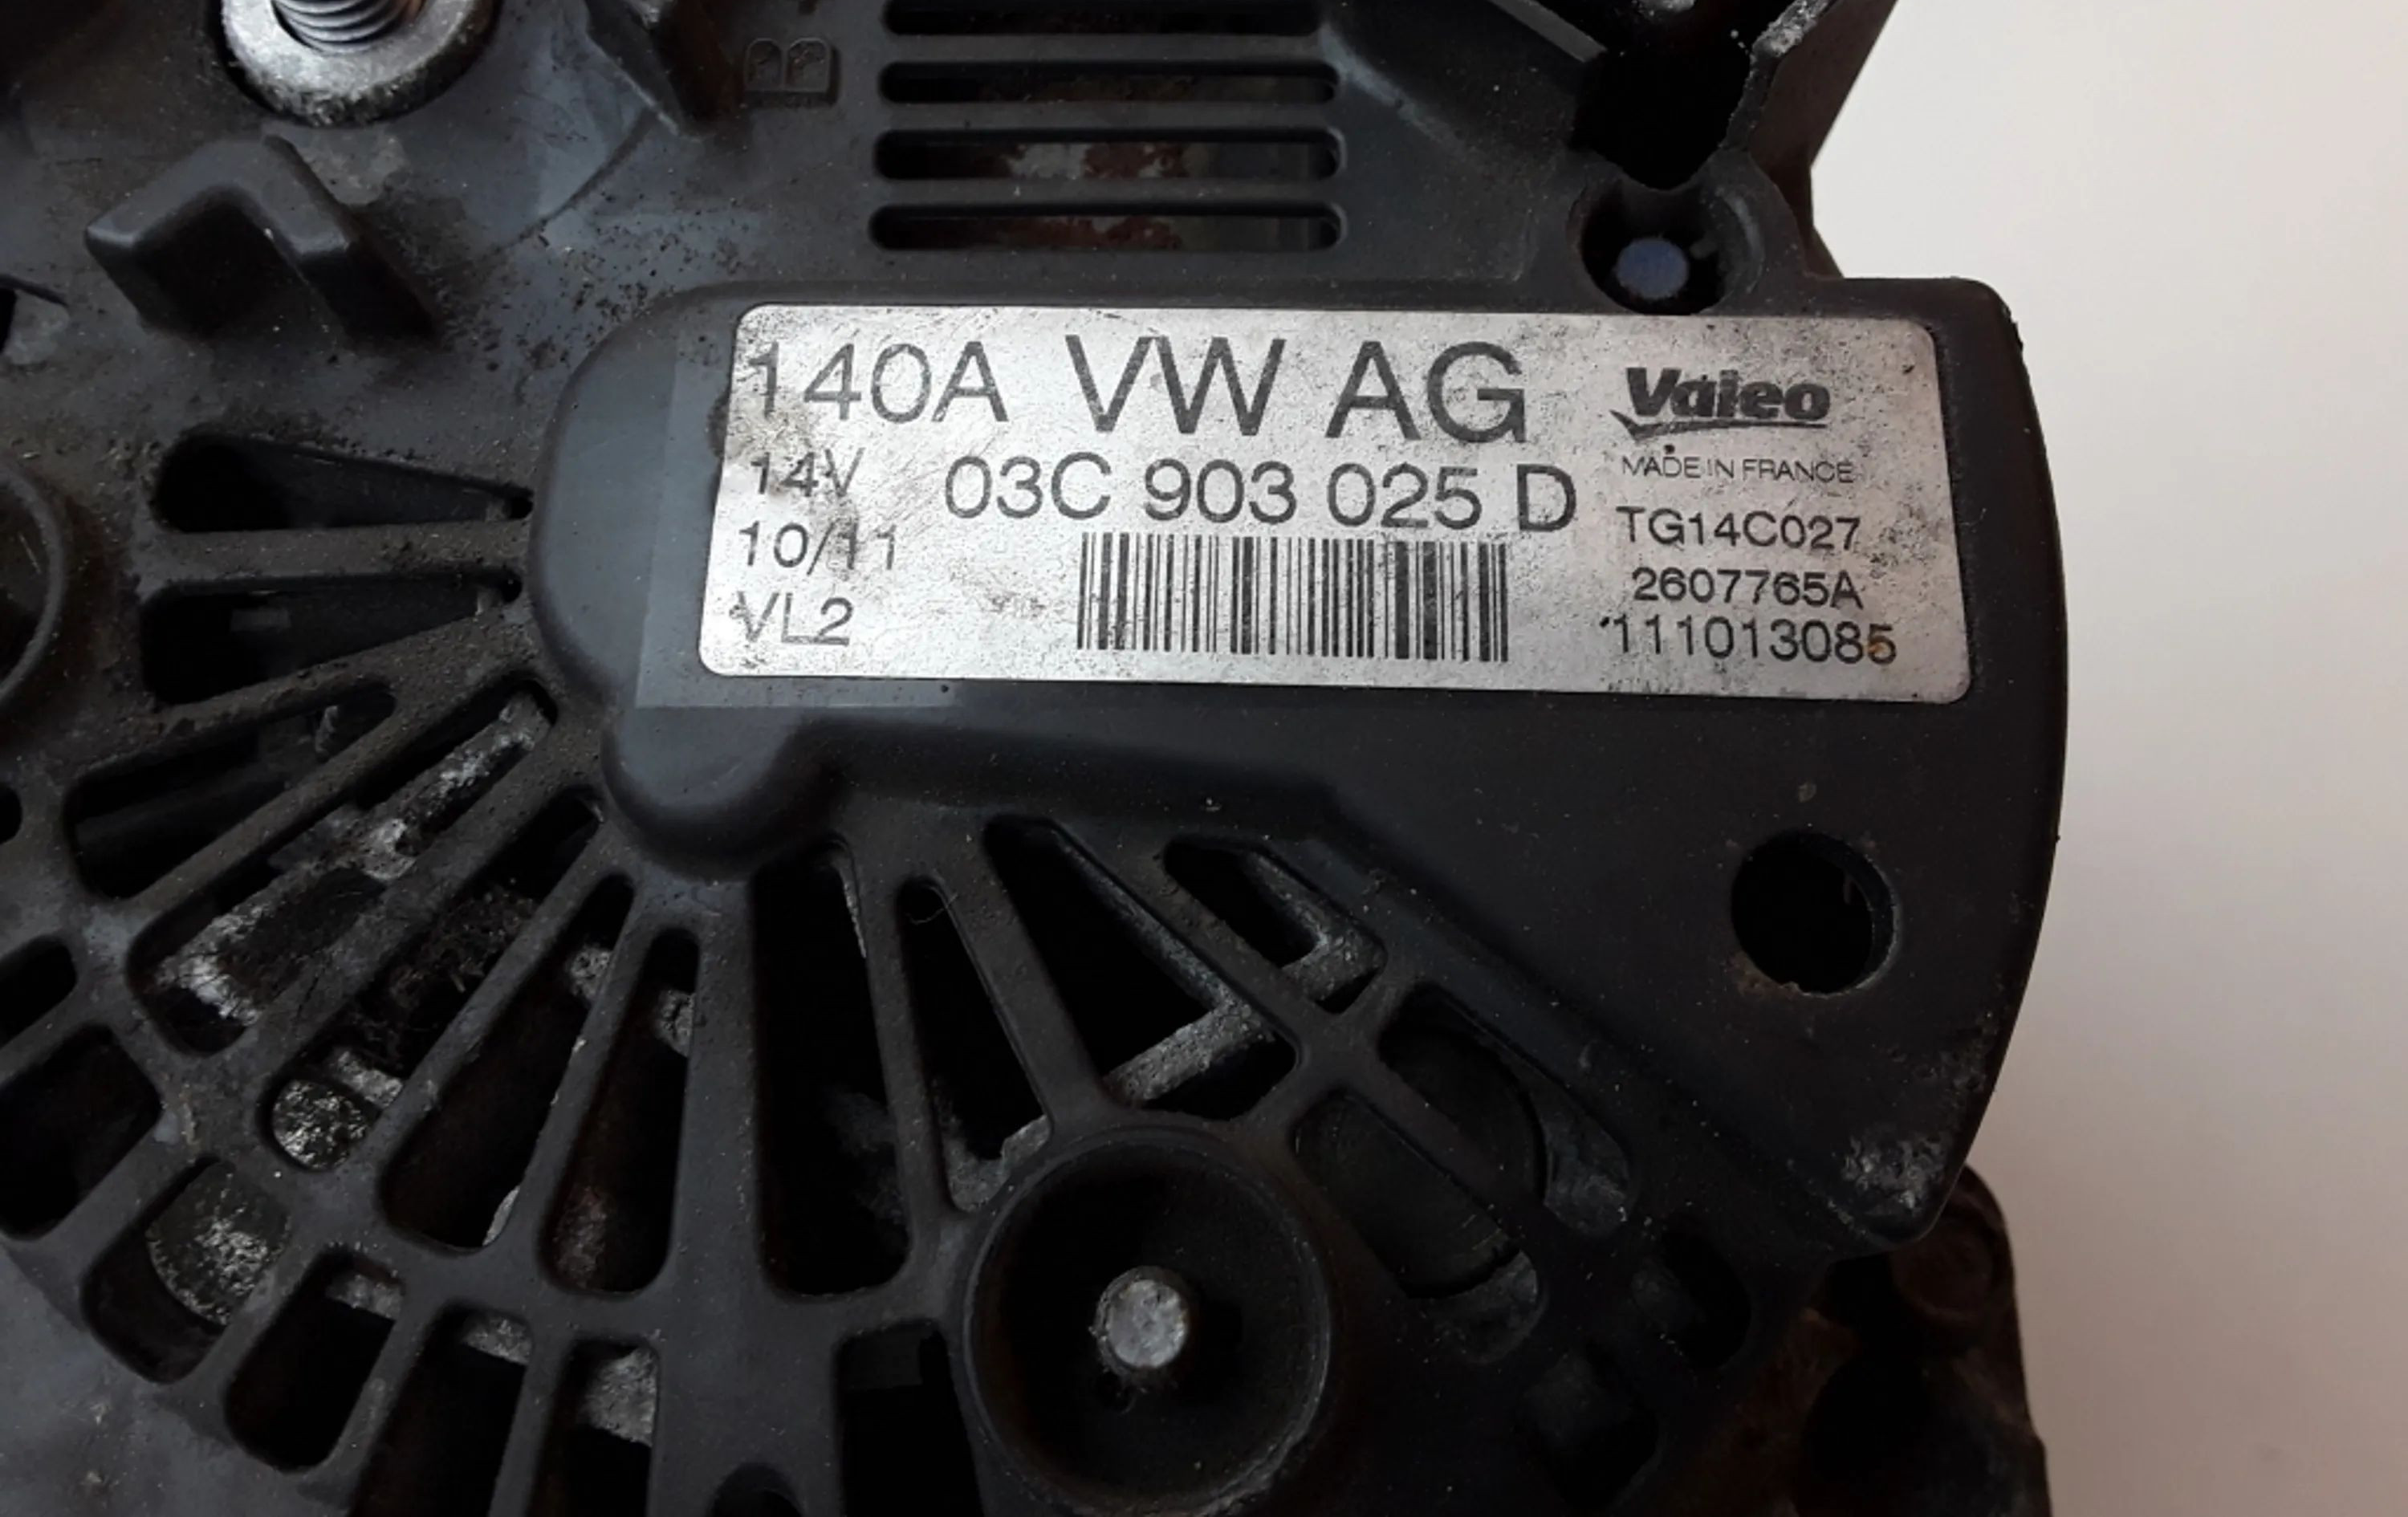 B+
140A VW AG
14V 03C 903 025 D
10/11
VL2
Valeo
MADE IN FRANCE
TG14C027
2607765A
111013085